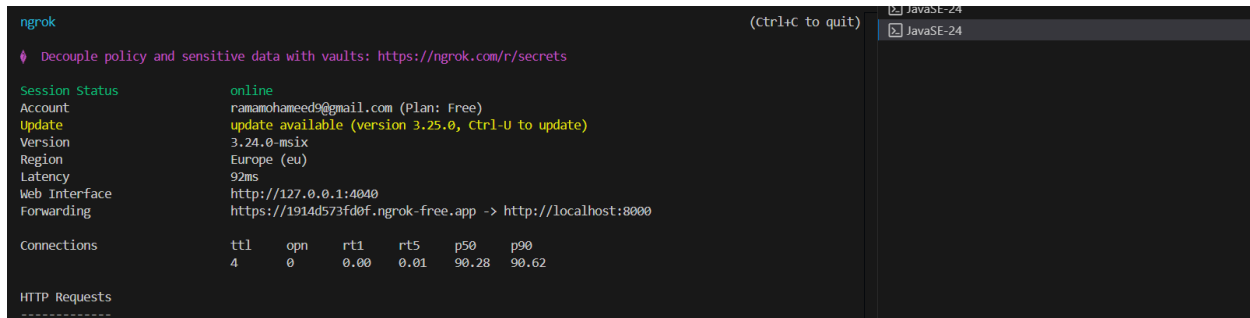 ngrok (Ctrl+C to quit)
Decouple policy and sensitive data with vaults: https://ngrok.com/r/secrets
Session Status online
Account ramamohameed9@gmail.com (Plan: Free)
Update update available (version 3.25.0, Ctrl-U to update)
Version 3.24.0-msix
Region Europe (eu)
Latency 92ms
Web Interface http://127.0.0.1:4040
Forwarding https://1914d573fd0f.ngrok-free.app -> http://localhost:8000
Connections ttl opn rt1 rt5 p50 p90
4 0 0.00 0.01 90.28 90.62
HTTP Requests
-------------
JavaSE-24
JavaSE-24